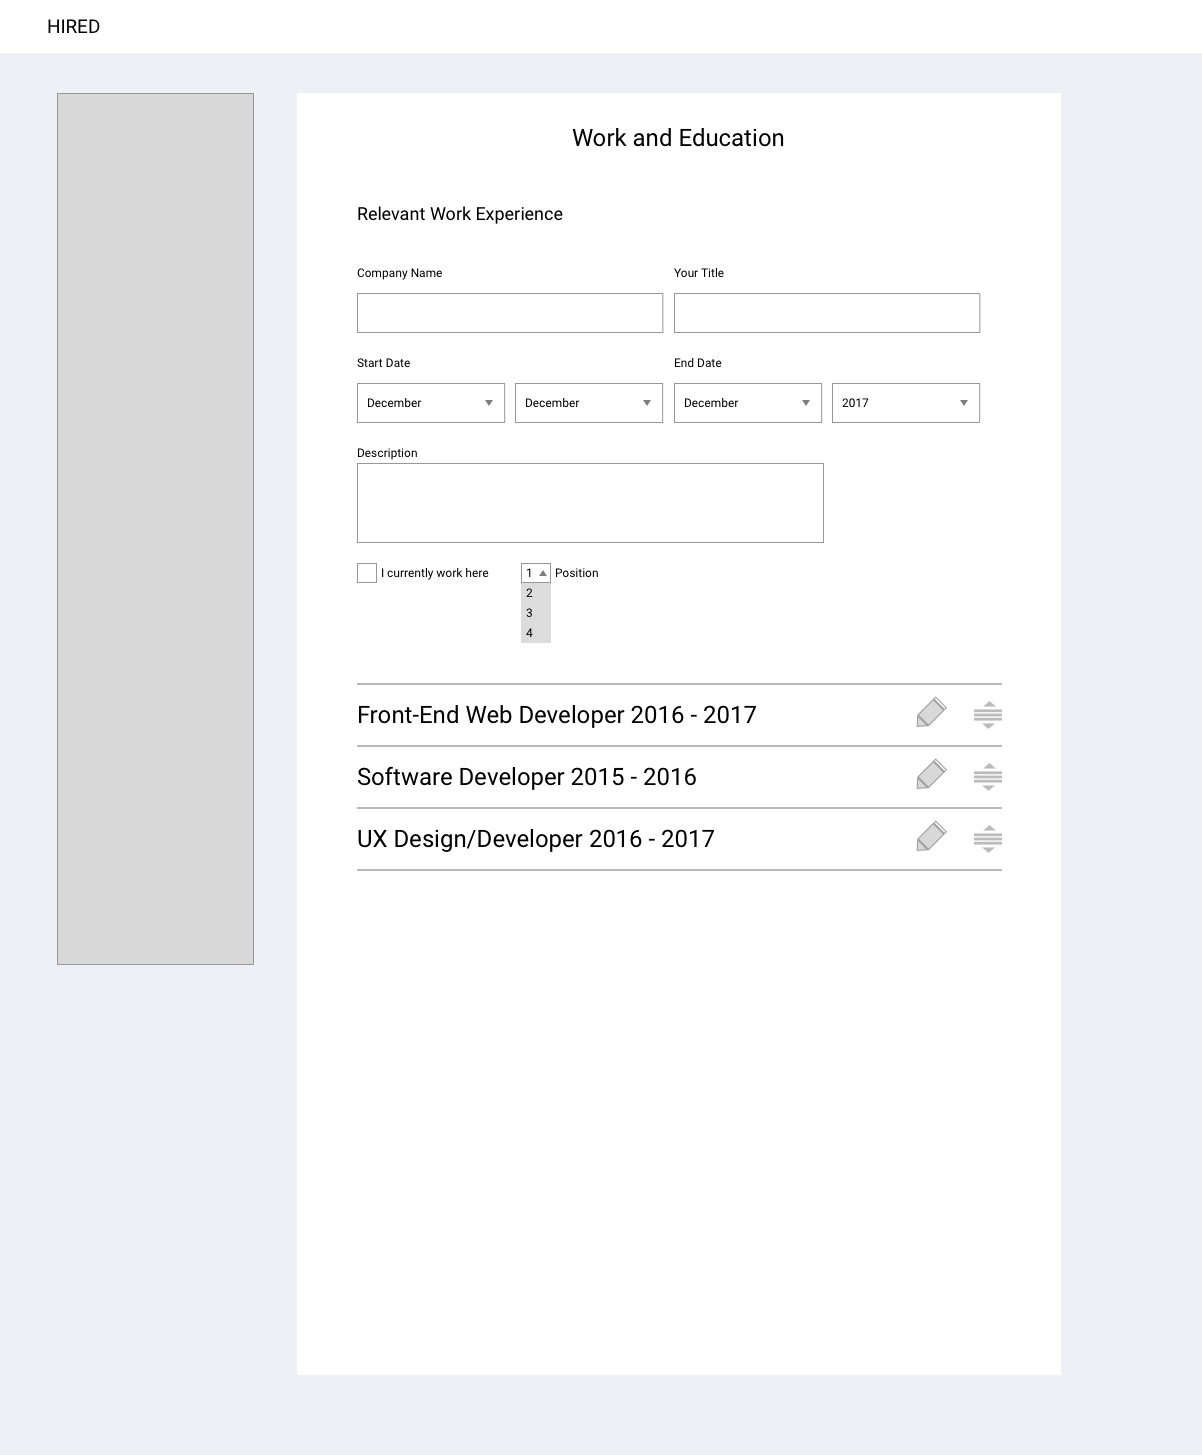 HIRED
Work and Education
Relevant Work Experience
Company Name
Your Title
Start Date
End Date
December
December
December
2017
Description
I currently work here
1
Position
2
3
4
Front-End Web Developer 2016 - 2017
Software Developer 2015 - 2016
UX Design/Developer 2016 - 2017